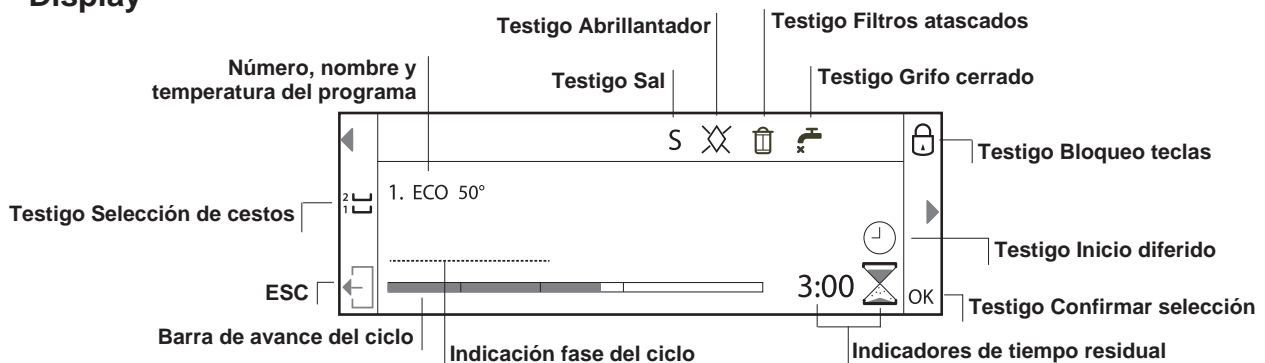 Display
Testigo Abrillantador
Testigo Filtros atascados
Número, nombre y
temperatura del programa
Testigo Sal
Testigo Grifo cerrado
S
Testigo Bloqueo teclas
1. ECO 50°
2
1
Testigo Selección de cestos
Testigo Inicio diferido
ESC
3:00
OK
Testigo Confirmar selección
Barra de avance del ciclo
Indicación fase del ciclo
Indicadores de tiempo residual